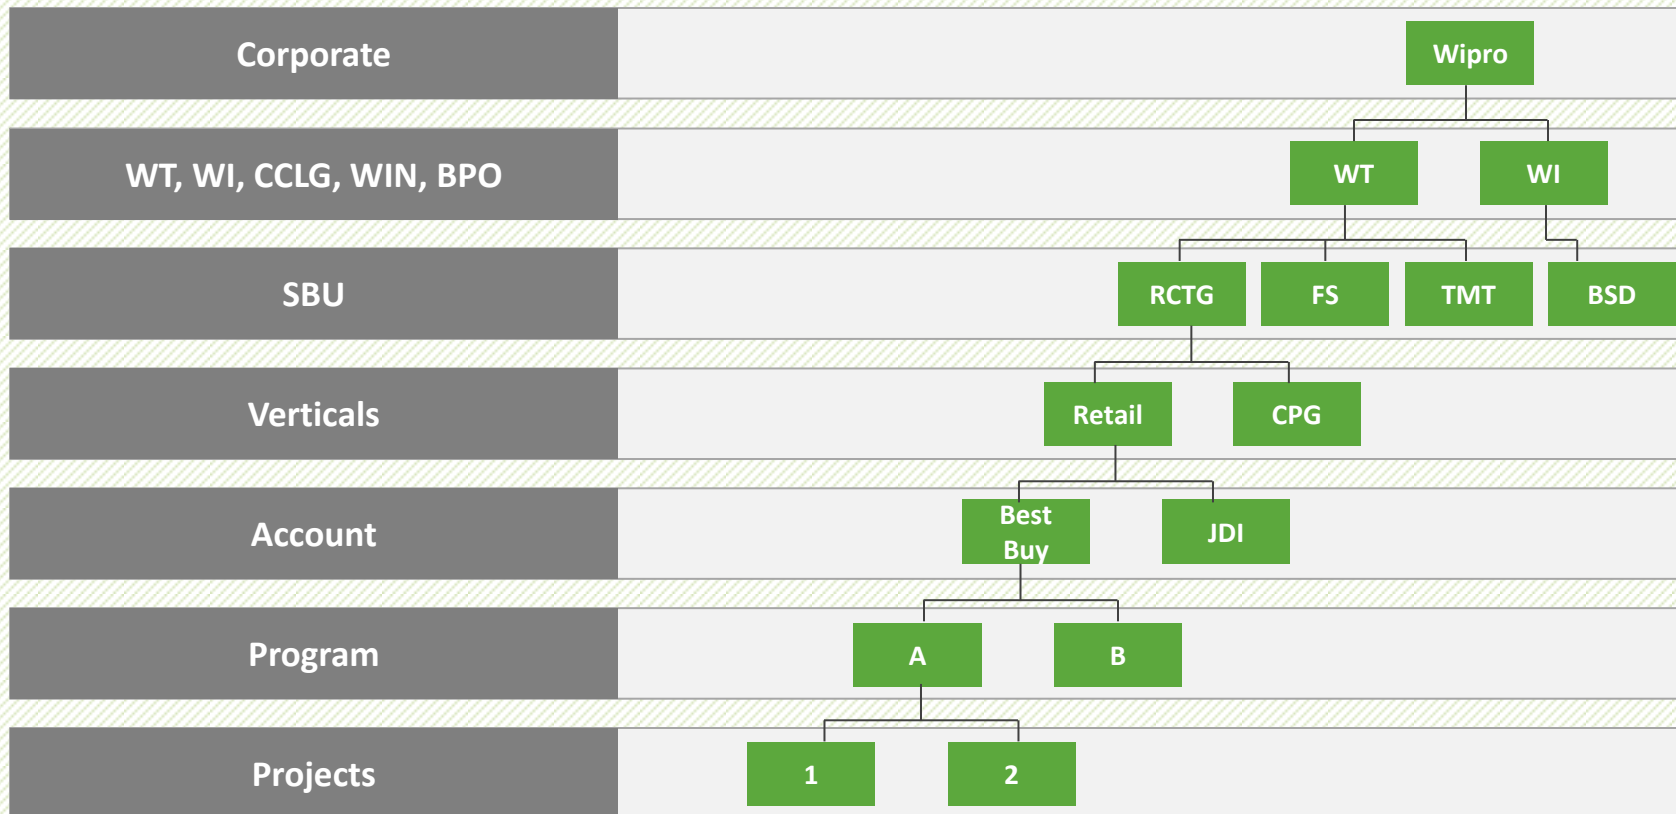 Corporate
Wipro
WT, WI, CCLG, WIN, BPO
WT
WI
SBU
RCTG
FS
TMT
BSD
Verticals
Retail
CPG
Account
Best
Buy
JDI
Program
A
B
Projects
1
2